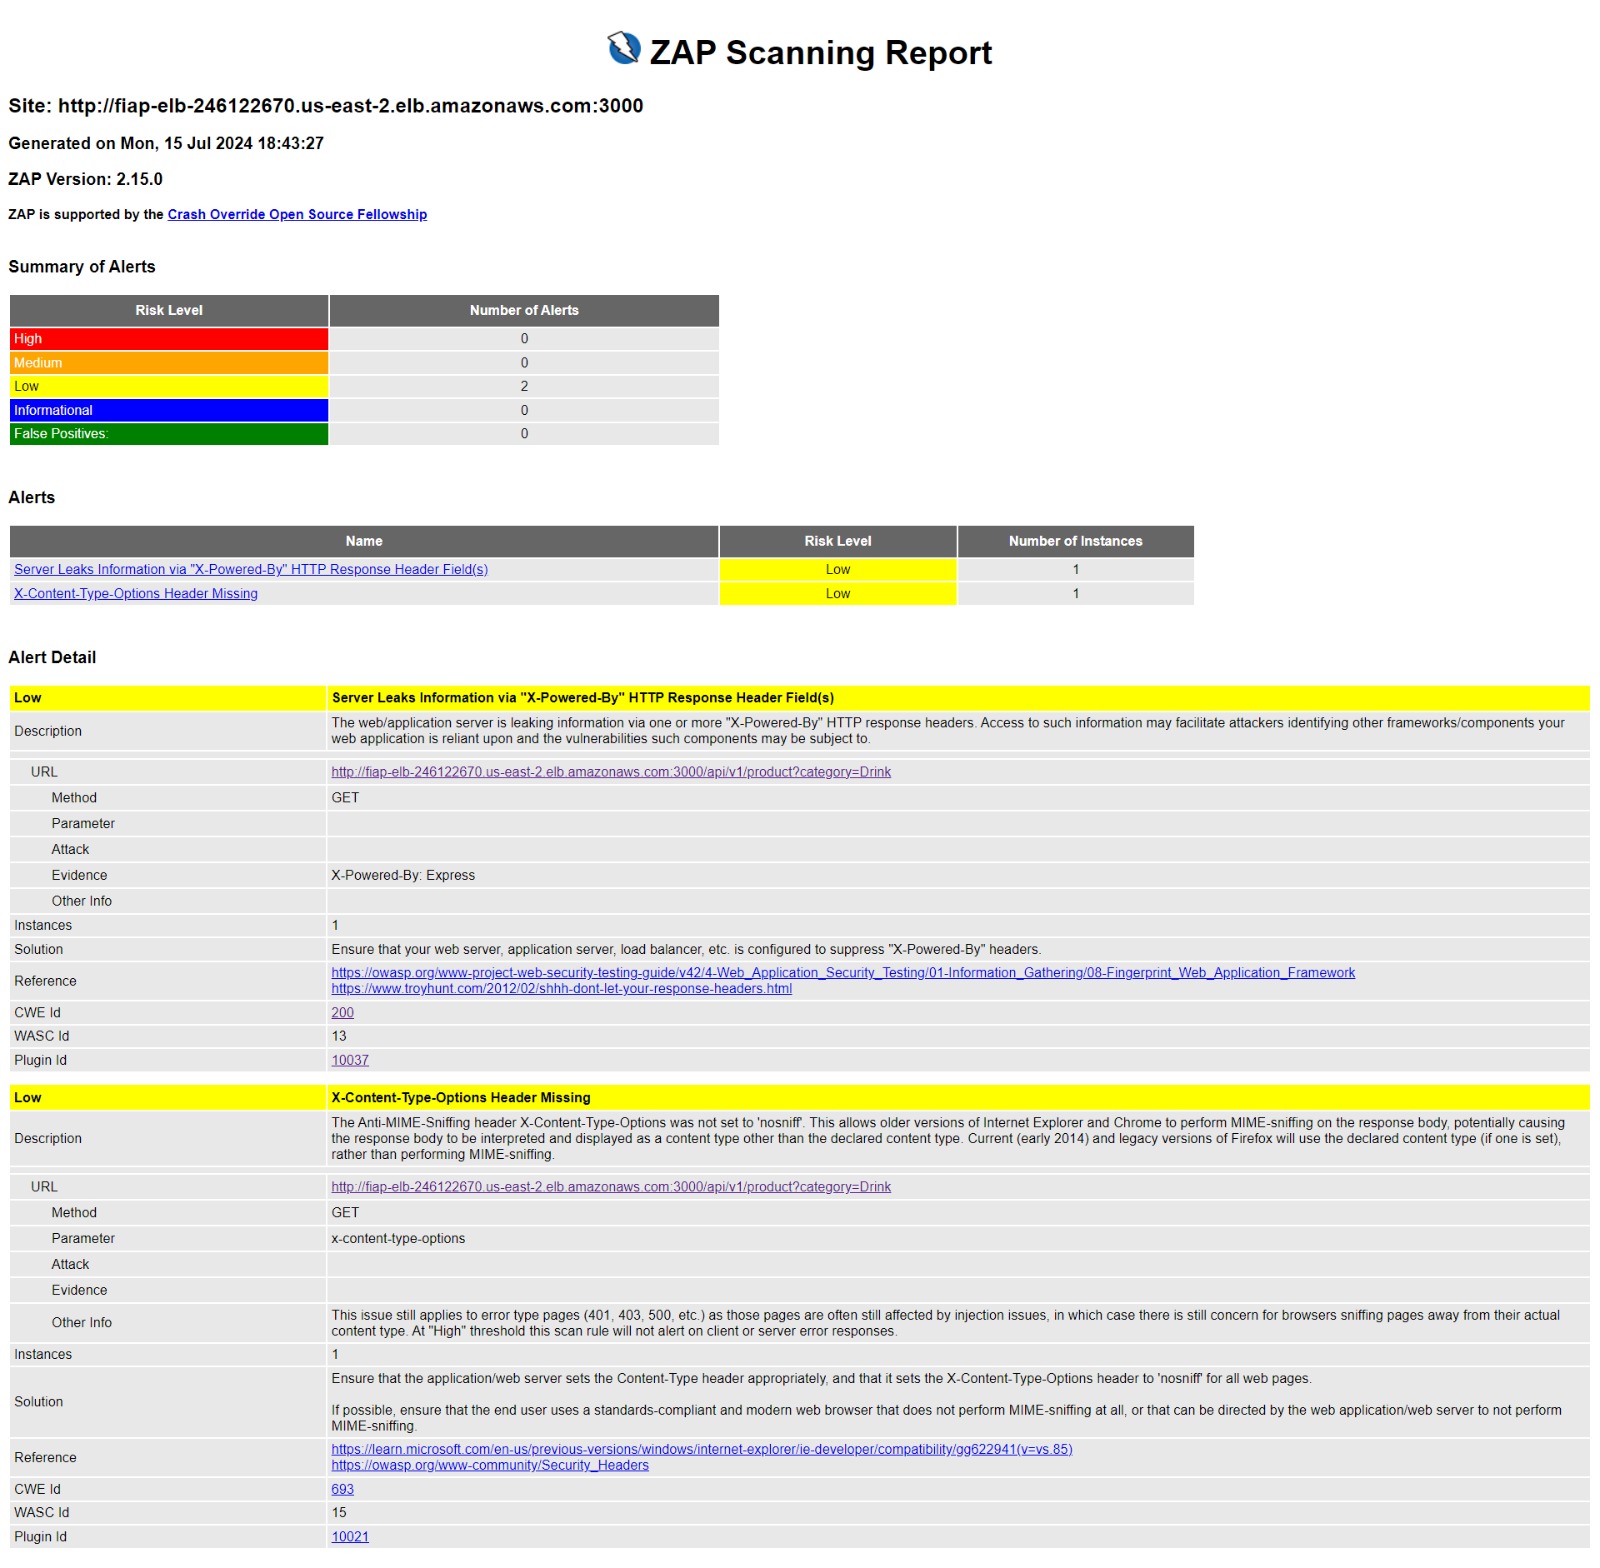 ZAP Scanning Report
Site: http://fiap-elb-246122670.us-east-2.elb.amazonaws.com:3000
Generated on Mon, 15 Jul 2024 18:43:27
ZAP Version: 2.15.0
ZAP is supported by the Crash Override Open Source Fellowship
Summary of Alerts
Risk Level Number of Alerts
High 0
Medium 0
Low 2
Informational 0
False Positives: 0
Alerts
Name Risk Level Number of Instances
Server Leaks Information via "X-Powered-By" HTTP Response Header Field(s) Low 1
X-Content-Type-Options Header Missing Low 1
Alert Detail
Low Server Leaks Information via "X-Powered-By" HTTP Response Header Field(s)
Description The web/application server is leaking information via one or more "X-Powered-By" HTTP response headers. Access to such information may facilitate attackers identifying other frameworks/components your
web application is reliant upon and the vulnerabilities such components may be subject to.
URL http://fiap-elb-246122670.us-east-2.elb.amazonaws.com:3000/api/v1/product?category=Drink
Method GET
Parameter
Attack
Evidence X-Powered-By: Express
Other Info
Instances 1
Solution Ensure that your web server, application server, load balancer, etc. is configured to suppress "X-Powered-By" headers.
Reference https://owasp.org/www-project-web-security-testing-guide/v42/4-Web_Application_Security_Testing/01-Information_Gathering/08-Fingerprint_Web_Application_Framework
https://www.troyhunt.com/2012/02/shhh-dont-let-your-response-headers.html
CWE Id 200
WASC Id 13
Plugin Id 10037
Low X-Content-Type-Options Header Missing
Description The Anti-MIME-Sniffing header X-Content-Type-Options was not set to 'nosniff'. This allows older versions of Internet Explorer and Chrome to perform MIME-sniffing on the response body, potentially causing
the response body to be interpreted and displayed as a content type other than the declared content type. Current (early 2014) and legacy versions of Firefox will use the declared content type (if one is set),
rather than performing MIME-sniffing.
URL http://fiap-elb-246122670.us-east-2.elb.amazonaws.com:3000/api/v1/product?category=Drink
Method GET
Parameter x-content-type-options
Attack
Evidence
Other Info This issue still applies to error type pages (401, 403, 500, etc.) as those pages are often still affected by injection issues, in which case there is still concern for browsers sniffing pages away from their actual
content type. At "High" threshold this scan rule will not alert on client or server error responses.
Instances 1
Solution Ensure that the application/web server sets the Content-Type header appropriately, and that it sets the X-Content-Type-Options header to 'nosniff' for all web pages.
If possible, ensure that the end user uses a standards-compliant and modern web browser that does not perform MIME-sniffing at all, or that can be directed by the web application/web server to not perform
MIME-sniffing.
Reference https://learn.microsoft.com/en-us/previous-versions/windows/internet-explorer/ie-developer/compatibility/gg622941(v=vs.85)
https://owasp.org/www-community/Security_Headers
CWE Id 693
WASC Id 15
Plugin Id 10021